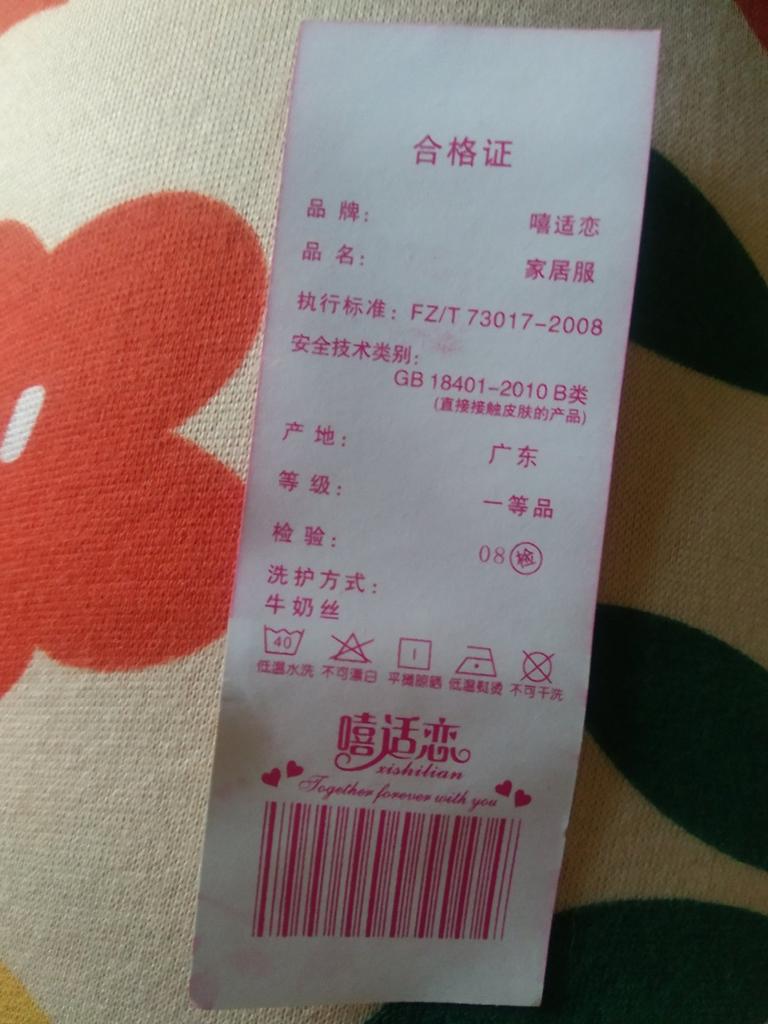 合格证
品 牌： 嘻适恋
品 名： 家居服
执行标准：FZ/T 73017-2008
安全技术类别：
GB 18401-2010 B类
(直接接触皮肤的产品)
产 地： 广东
等 级： 一等品
检 验： 08 检
洗护方式：
牛奶丝
40
低温水洗 不可漂白 平摊晾晒 低温熨烫 不可干洗
嘻适恋
xishilian
Together forever with you